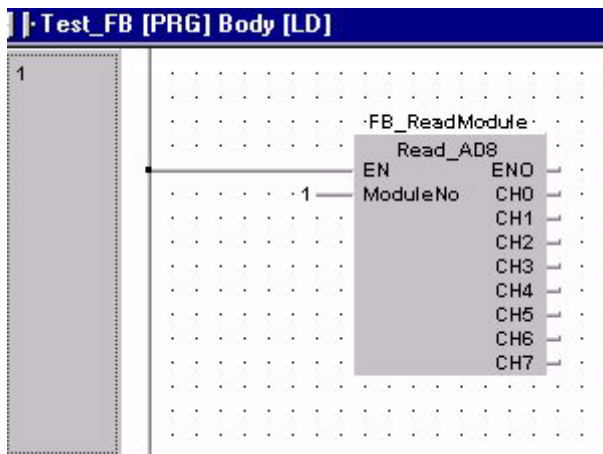 Test_FB [PRG] Body [LD]
1
FB_ReadModule
Read_AD8
EN ENO
1 ModuleNo CH0
CH1
CH2
CH3
CH4
CH5
CH6
CH7